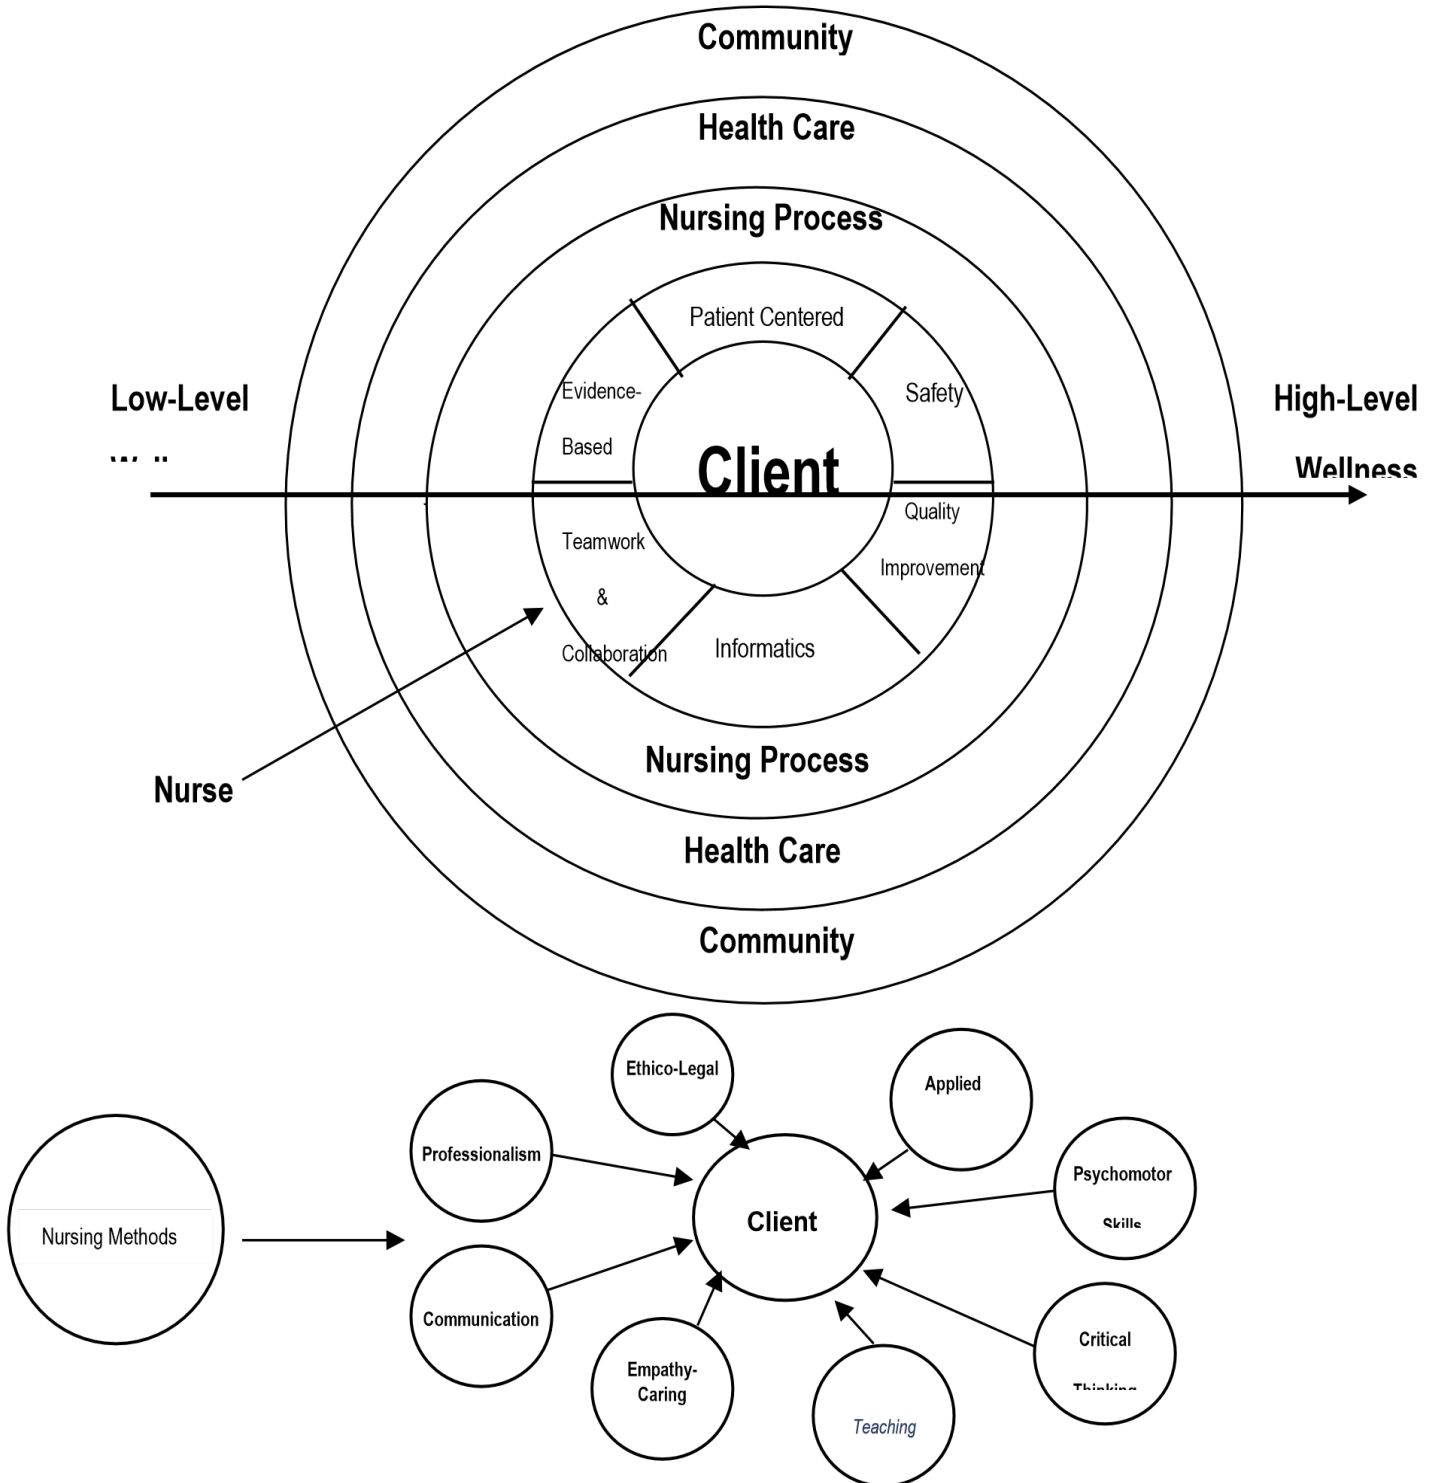 Community
Health Care
Nursing Process
Patient Centered
Evidence-
Based
Safety
Low-Level
High-Level
Wellness
Client
Quality
Improvement
Teamwork
&
Collaboration
Informatics
Nurse
Nursing Process
Health Care
Community
Ethico-Legal
Applied
Professionalism
Psychomotor
Skills
Client
Nursing Methods
Communication
Critical
Thinking
Empathy-
Caring
Teaching